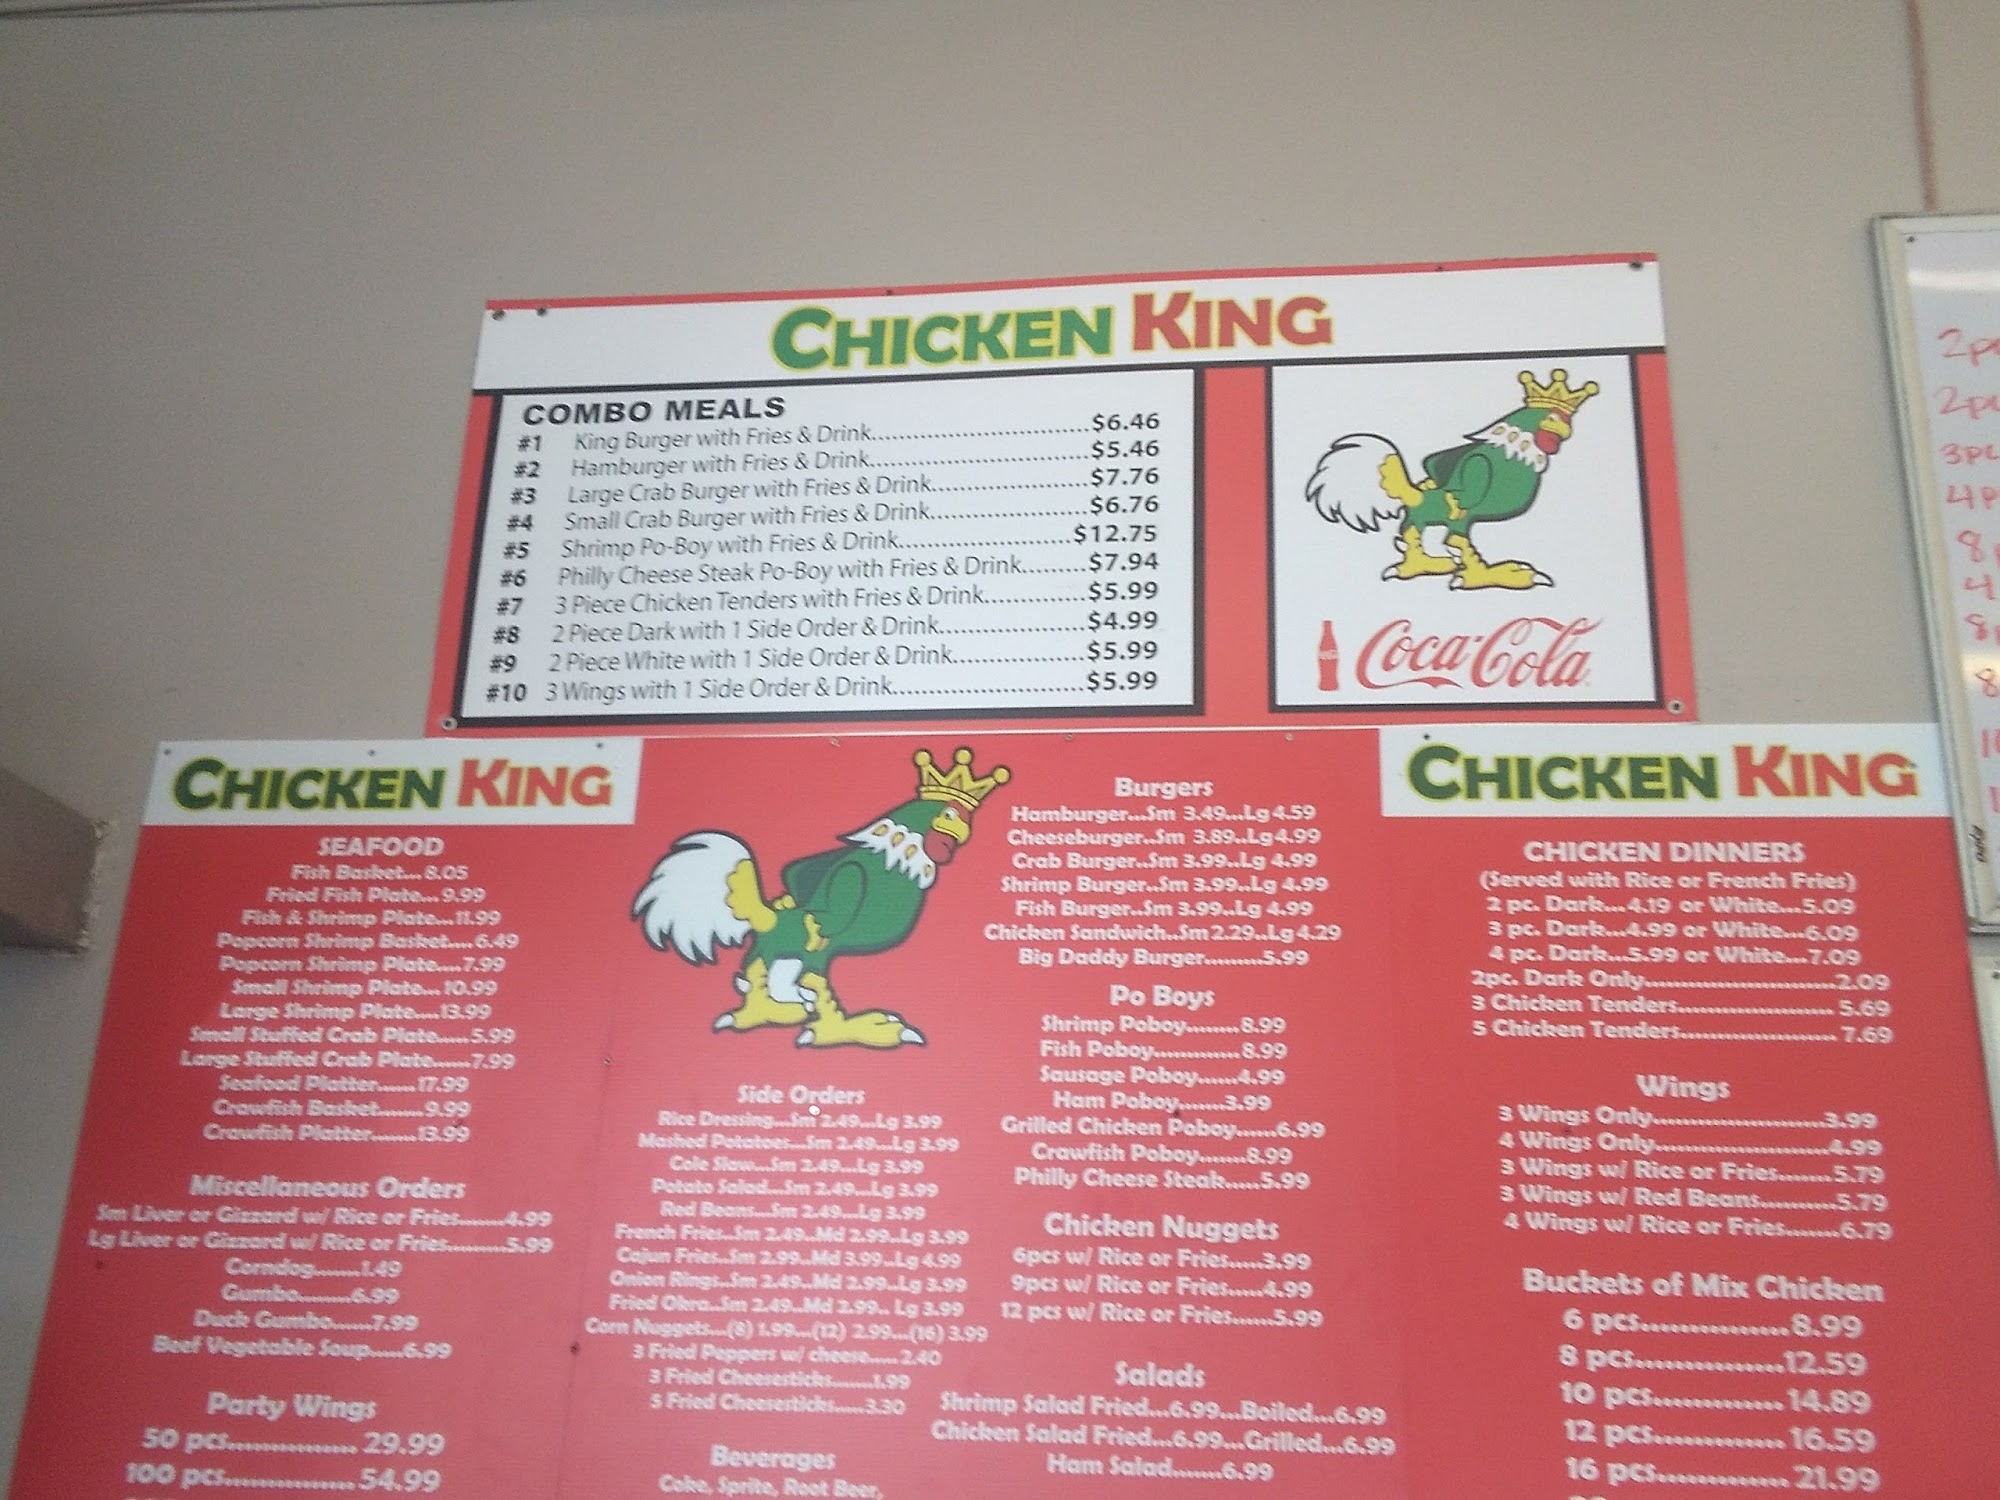 CHICKEN KING
COMBO MEALS
#1 King Burger with Fries & Drink........$6.46
#2 Hamburger with Fries & Drink........$5.46
#3 Large Crab Burger with Fries & Drink........$7.76
#4 Small Crab Burger with Fries & Drink........$6.76
#5 Shrimp Po-Boy with Fries & Drink........$12.75
#6 Philly Cheese Steak Po-Boy with Fries & Drink........$7.94
#7 3 Piece Chicken Tenders with Fries & Drink........$5.99
#8 2 Piece Dark with 1 Side Order & Drink........$4.99
#9 2 Piece White with 1 Side Order & Drink........$5.99
#10 3 Wings with 1 Side Order & Drink........$5.99
Coca-Cola
CHICKEN KING
SEAFOOD
Fish Basket...8.05
Fried Fish Plate...9.99
Fish & Shrimp Plate...11.99
Popcorn Shrimp Basket....6.49
Popcorn Shrimp Plate.....7.99
Small Shrimp Plate...10.99
Large Shrimp Plate....13.99
Small Stuffed Crab Plate.....5.99
Large Stuffed Crab Plate......7.99
Seafood Platter.......17.99
Crawfish Basket........9.99
Crawfish Platter........13.99
Miscellaneous Orders
Sm Liver or Gizzard w/ Rice or Fries........4.99
Lg Liver or Gizzard w/ Rice or Fries..........5.99
Corndog........1.49
Gumbo.........6.99
Duck Gumbo.......7.99
Beef Vegetable Soup......6.99
Party Wings
50 pcs................ 29.99
100 pcs................ 54.99
Side Orders
Rice Dressing...Sm 2.49...Lg 3.99
Mashed Potatoes...Sm 2.49...Lg 3.99
Cole Slaw...Sm 2.49...Lg 3.99
Potato Salad...Sm 2.49...Lg 3.99
Red Beans...Sm 2.49...Lg 3.99
French Fries..Sm 2.49..Md 2.99..Lg 3.99
Cajun Fries..Sm 2.99..Md 3.99..Lg 4.99
Onion Rings..Sm 2.49..Md 2.99..Lg 3.99
Fried Okra..Sm 2.49..Md 2.99.. Lg 3.99
Corn Nuggets...(8) 1.99...(12) 2.99...(16) 3.99
3 Fried Peppers w/ cheese.....2.40
3 Fried Cheesesticks........1.99
5 Fried Cheesesticks......3.30
Beverages
Coke, Sprite, Root Beer,
Burgers
Hamburger...Sm 3.49...Lg 4.59
Cheeseburger..Sm 3.89..Lg 4.99
Crab Burger..Sm 3.99..Lg 4.99
Shrimp Burger..Sm 3.99..Lg 4.99
Fish Burger..Sm 3.99..Lg 4.99
Chicken Sandwich..Sm 2.29..Lg 4.29
Big Daddy Burger..........5.99
Po Boys
Shrimp Poboy.........8.99
Fish Poboy..............8.99
Sausage Poboy.......4.99
Ham Poboy........3.99
Grilled Chicken Poboy.......6.99
Crawfish Poboy........8.99
Philly Cheese Steak......5.99
Chicken Nuggets
6pcs w/ Rice or Fries......3.99
9pcs w/ Rice or Fries......4.99
12 pcs w/ Rice or Fries.......5.99
Salads
Shrimp Salad Fried...6.99...Boiled...6.99
Chicken Salad Fried...6.99...Grilled...6.99
Ham Salad........6.99
CHICKEN KING
CHICKEN DINNERS
(Served with Rice or French Fries)
2 pc. Dark...4.19 or White...5.09
3 pc. Dark...4.99 or White...6.09
4 pc. Dark...5.99 or White...7.09
2pc. Dark Only............................2.09
3 Chicken Tenders....................... 5.69
5 Chicken Tenders....................... 7.69
Wings
3 Wings Only.........................3.99
4 Wings Only.........................4.99
3 Wings w/ Rice or Fries........5.79
3 Wings w/ Red Beans..........5.79
4 Wings w/ Rice or Fries........6.79
Buckets of Mix Chicken
6 pcs................8.99
8 pcs................12.59
10 pcs.............. 14.89
12 pcs.............. 16.59
16 pcs.............. 21.99